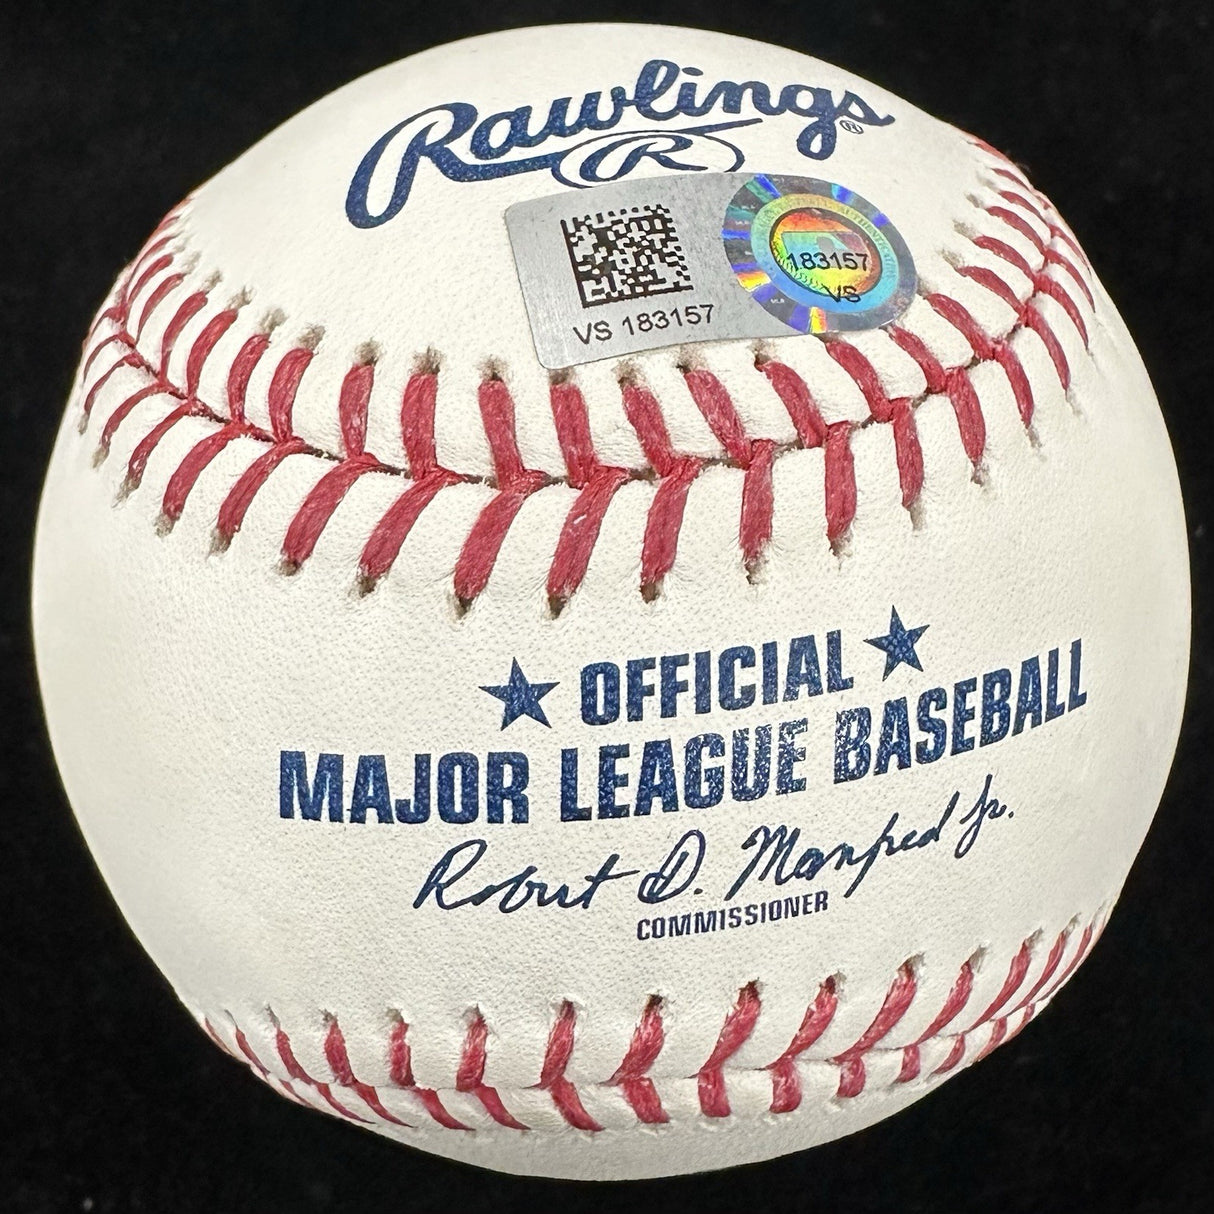 Rawlings®
R
VS 183157
183157
VS
OFFICIAL
MAJOR LEAGUE BASEBALL
Robert D. Manfred Jr.
COMMISSIONER